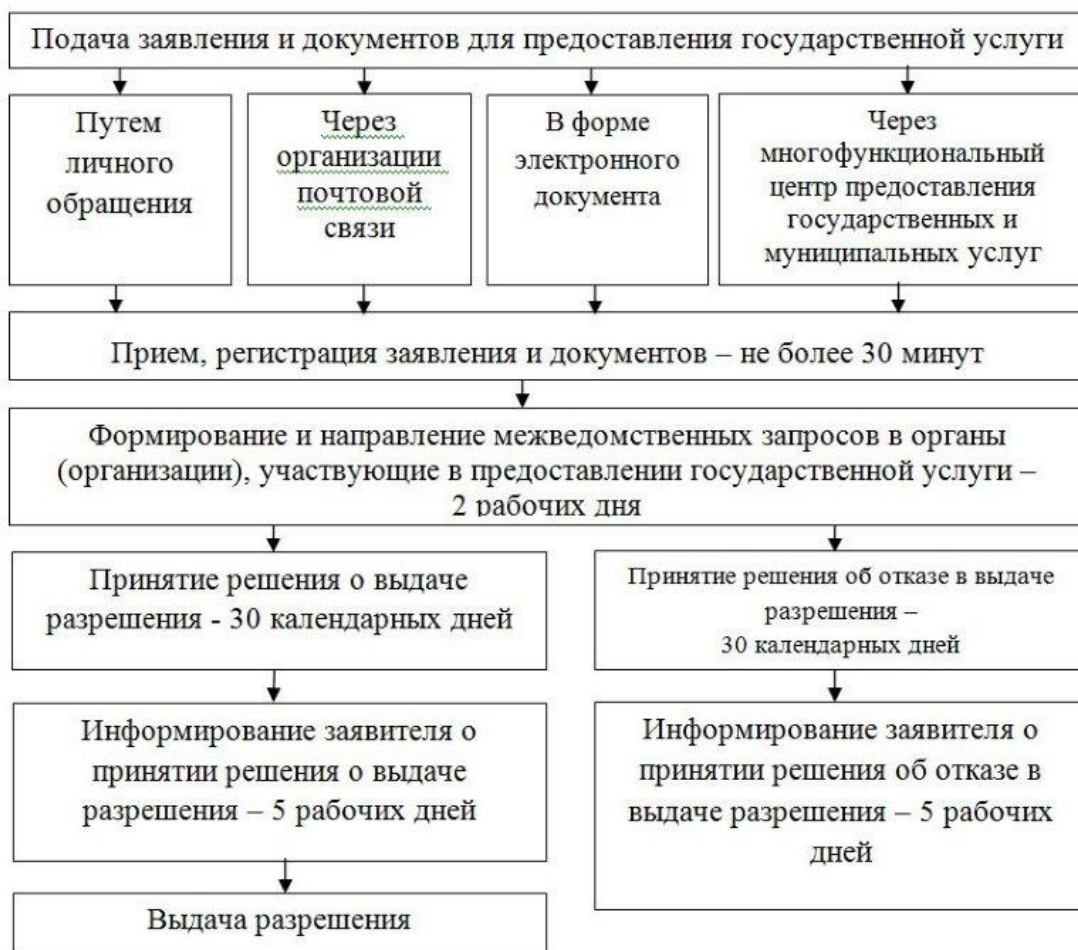 Подача заявления и документов для предоставления государственной услуги
Путем
личного
обращения
Через
организации
почтовой
связи
В форме
электронного
документа
Через
многофункциональный
центр предоставления
государственных и
муниципальных услуг
Прием, регистрация заявления и документов – не более 30 минут
Формирование и направление межведомственных запросов в органы
(организации), участвующие в предоставлении государственной услуги –
2 рабочих дня
Принятие решения о выдаче
разрешения - 30 календарных дней
Принятие решения об отказе в выдаче
разрешения –
30 календарных дней
Информирование заявителя о
принятии решения о выдаче
разрешения – 5 рабочих дней
Информирование заявителя о
принятии решения об отказе в
выдаче разрешения – 5 рабочих
дней
Выдача разрешения